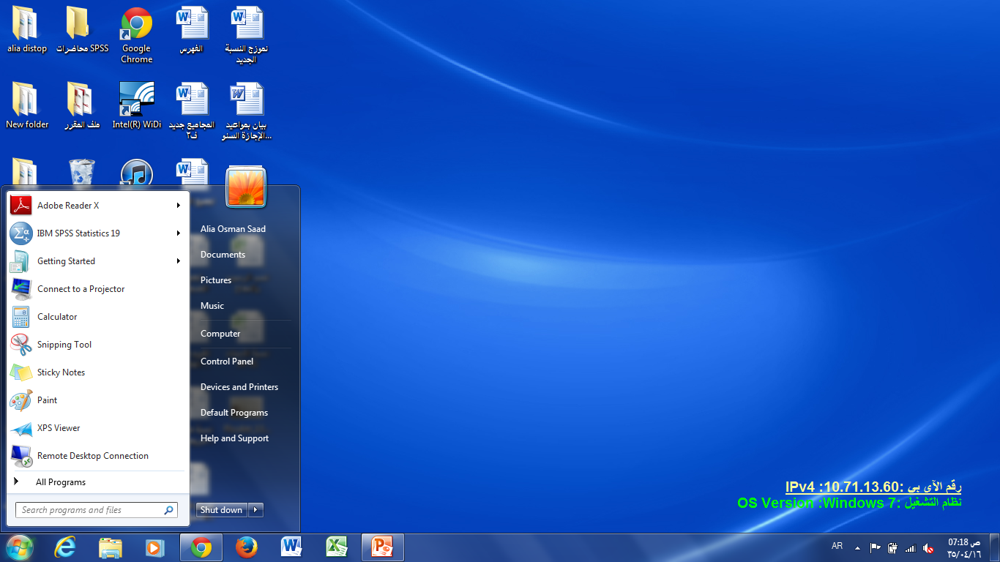 alia distop
محاضرات SPSS
Google
Chrome
الفهرس
نموزج النسبة
الجديد
New folder
ملف المقرر
Intel(R) WiDi
المجاميع جديد
ف٢
بيان بمواعيد
الإجازة السنو...
Adobe Reader X
IBM SPSS Statistics 19
Getting Started
Connect to a Projector
Calculator
Snipping Tool
Sticky Notes
Paint
XPS Viewer
Remote Desktop Connection
All Programs
Search programs and files
Alia Osman Saad
Documents
Pictures
Music
Computer
Control Panel
Devices and Printers
Default Programs
Help and Support
Shut down
رقم الآي بي :IPv4 :10.71.13.60
نظام التشغيل :OS Version :Windows 7
AR
07:18 ص
٣٥/٠٤/١٦